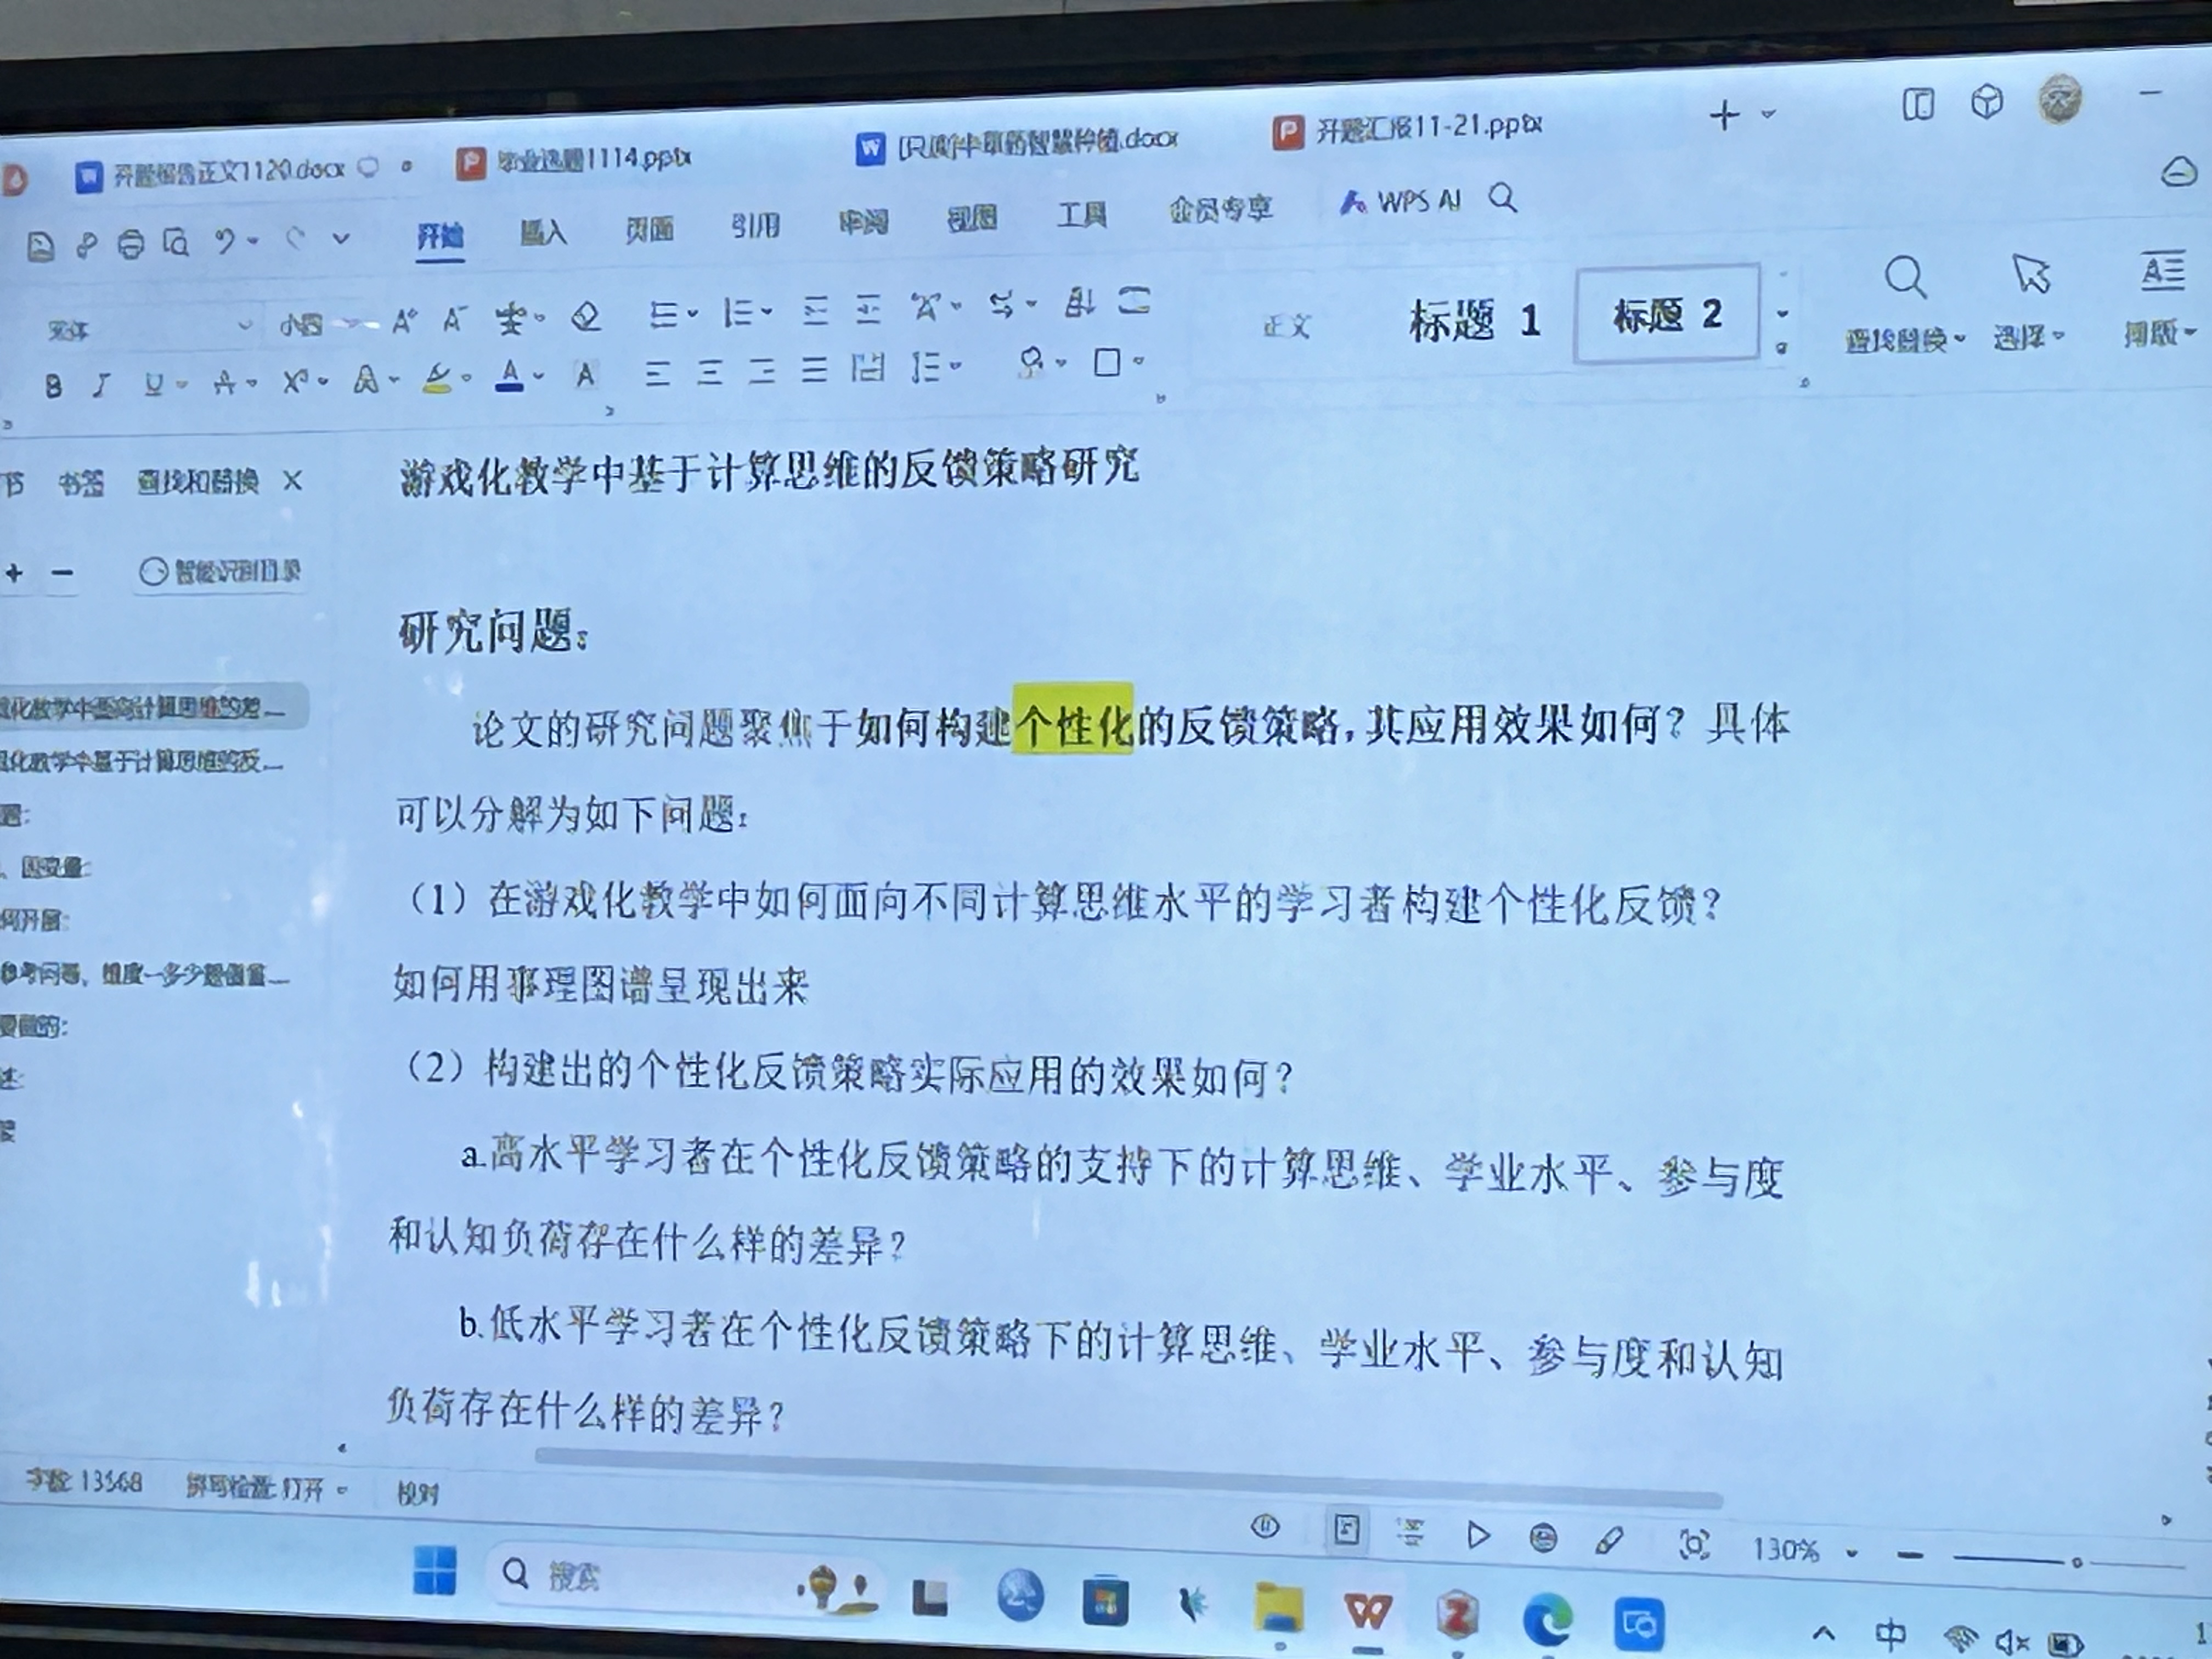 开题报告正文1120.docx
毕业选题1114.pptx
开题汇报11-21.pptx
开始 插入 页面 引用 审阅 视图 工具 会员专享 WPS AI
宋体 小四
正文 标题 1 标题 2
查找替换 选择 排版
书签 查找和替换
智能识别目录
游戏化教学中基于计算思维的反馈策略研究
研究问题：
论文的研究问题聚焦于如何构建个性化的反馈策略，其应用效果如何？具体
可以分解为如下问题：
（1）在游戏化教学中如何面向不同计算思维水平的学习者构建个性化反馈？
如何用事理图谱呈现出来
（2）构建出的个性化反馈策略实际应用的效果如何？
a.高水平学习者在个性化反馈策略的支持下的计算思维、学业水平、参与度
和认知负荷存在什么样的差异？
b.低水平学习者在个性化反馈策略下的计算思维、学业水平、参与度和认知
负荷存在什么样的差异？
字数: 13568 拼写检查: 打开 校对
130%
搜索
中